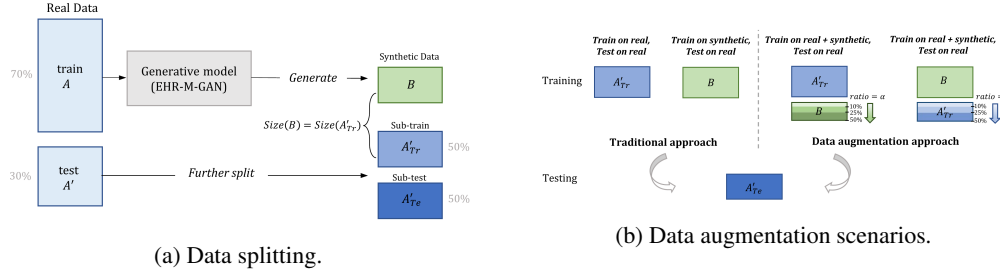 Real Data
70%
train
A
Generative model
(EHR-M-GAN)
Generate
Synthetic Data
B
Size(B) = Size(A'Tr)
Sub-train
A'Tr
50%
30%
test
A'
Further split
Sub-test
A'Te
50%
(a) Data splitting.
Train on real,
Test on real
Train on synthetic,
Test on real
Train on real + synthetic,
Test on real
Train on real + synthetic,
Test on real
Training
A'Tr
B
A'Tr
B
ratio = α
10%
25%
50%
B
ratio =
10%
25%
50%
A'Tr
Traditional approach
Data augmentation approach
Testing
A'Te
(b) Data augmentation scenarios.